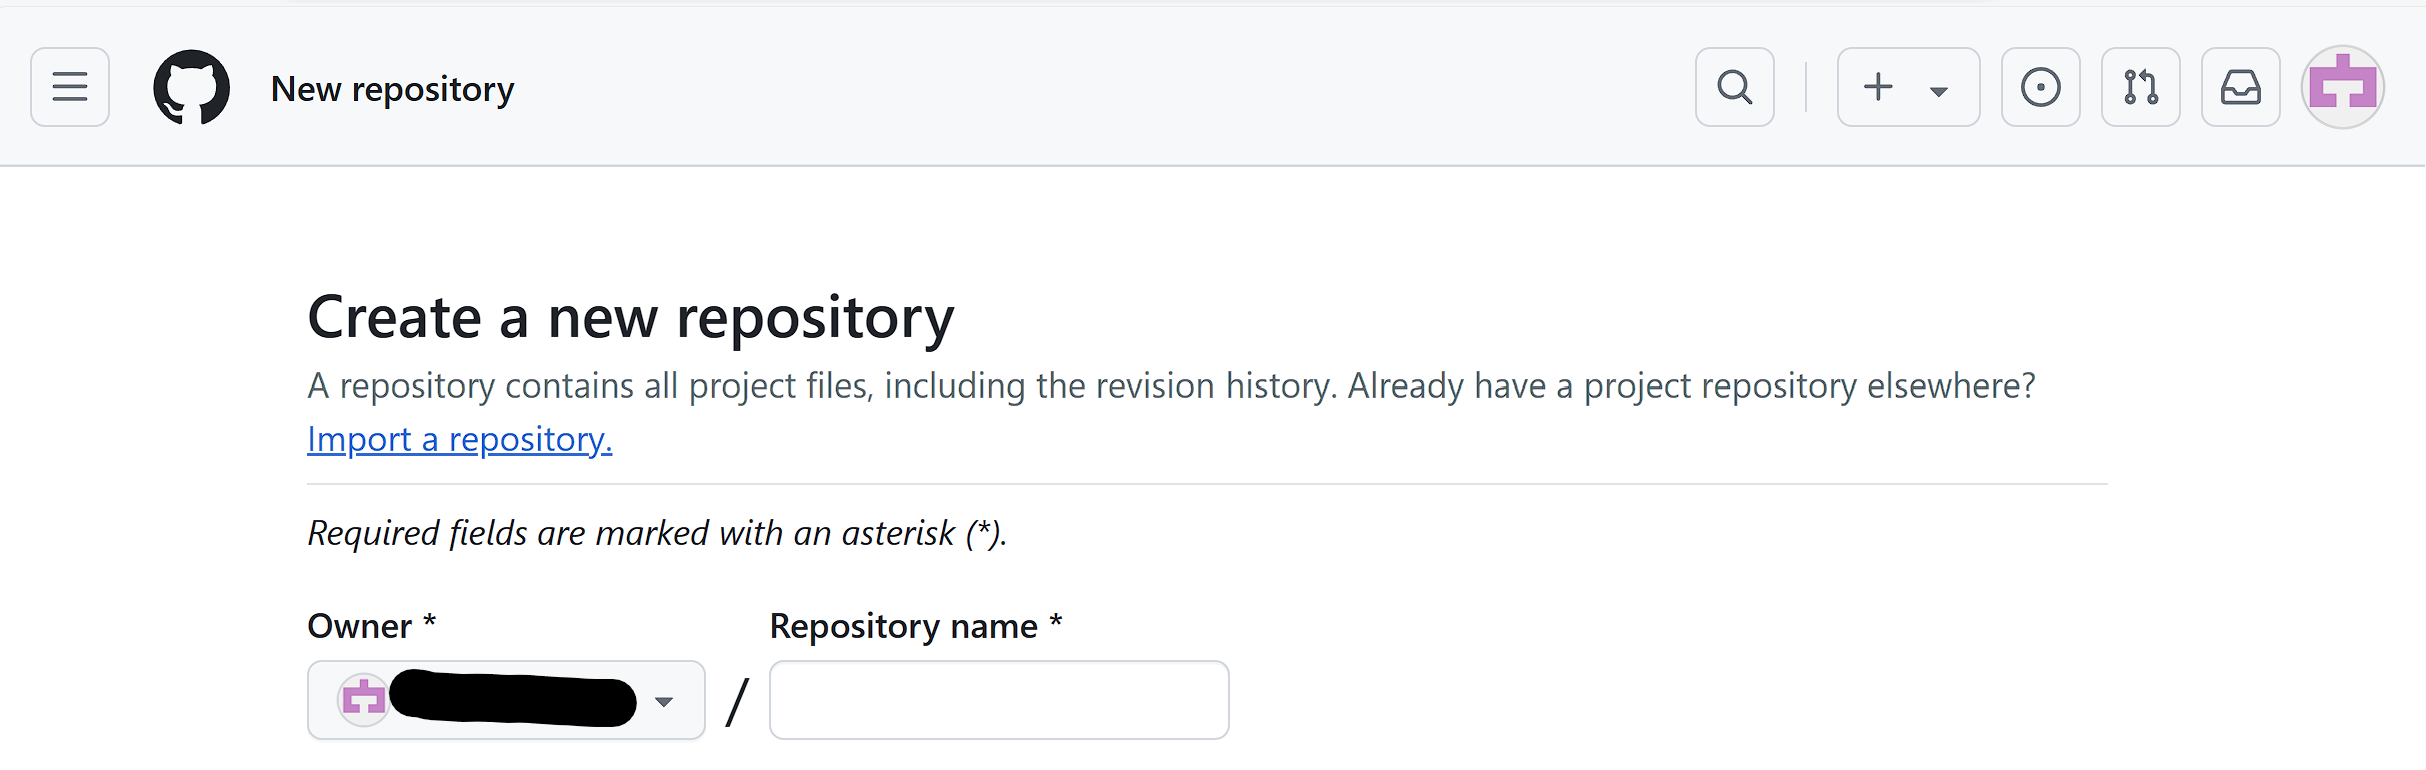 New repository
Create a new repository
A repository contains all project files, including the revision history. Already have a project repository elsewhere?
Import a repository.
Required fields are marked with an asterisk (*).
Owner *
Repository name *
/